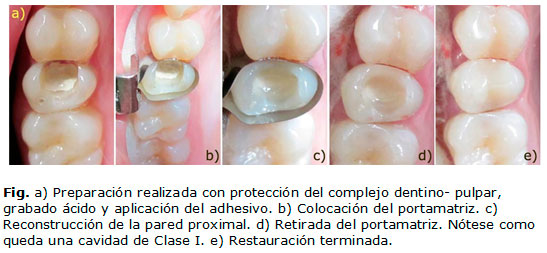 a)
b)
c)
d)
e)
Fig. a) Preparación realizada con protección del complejo dentino- pulpar,
grabado ácido y aplicación del adhesivo. b) Colocación del portamatriz. c)
Reconstrucción de la pared proximal. d) Retirada del portamatriz. Nótese como
queda una cavidad de Clase I. e) Restauración terminada.